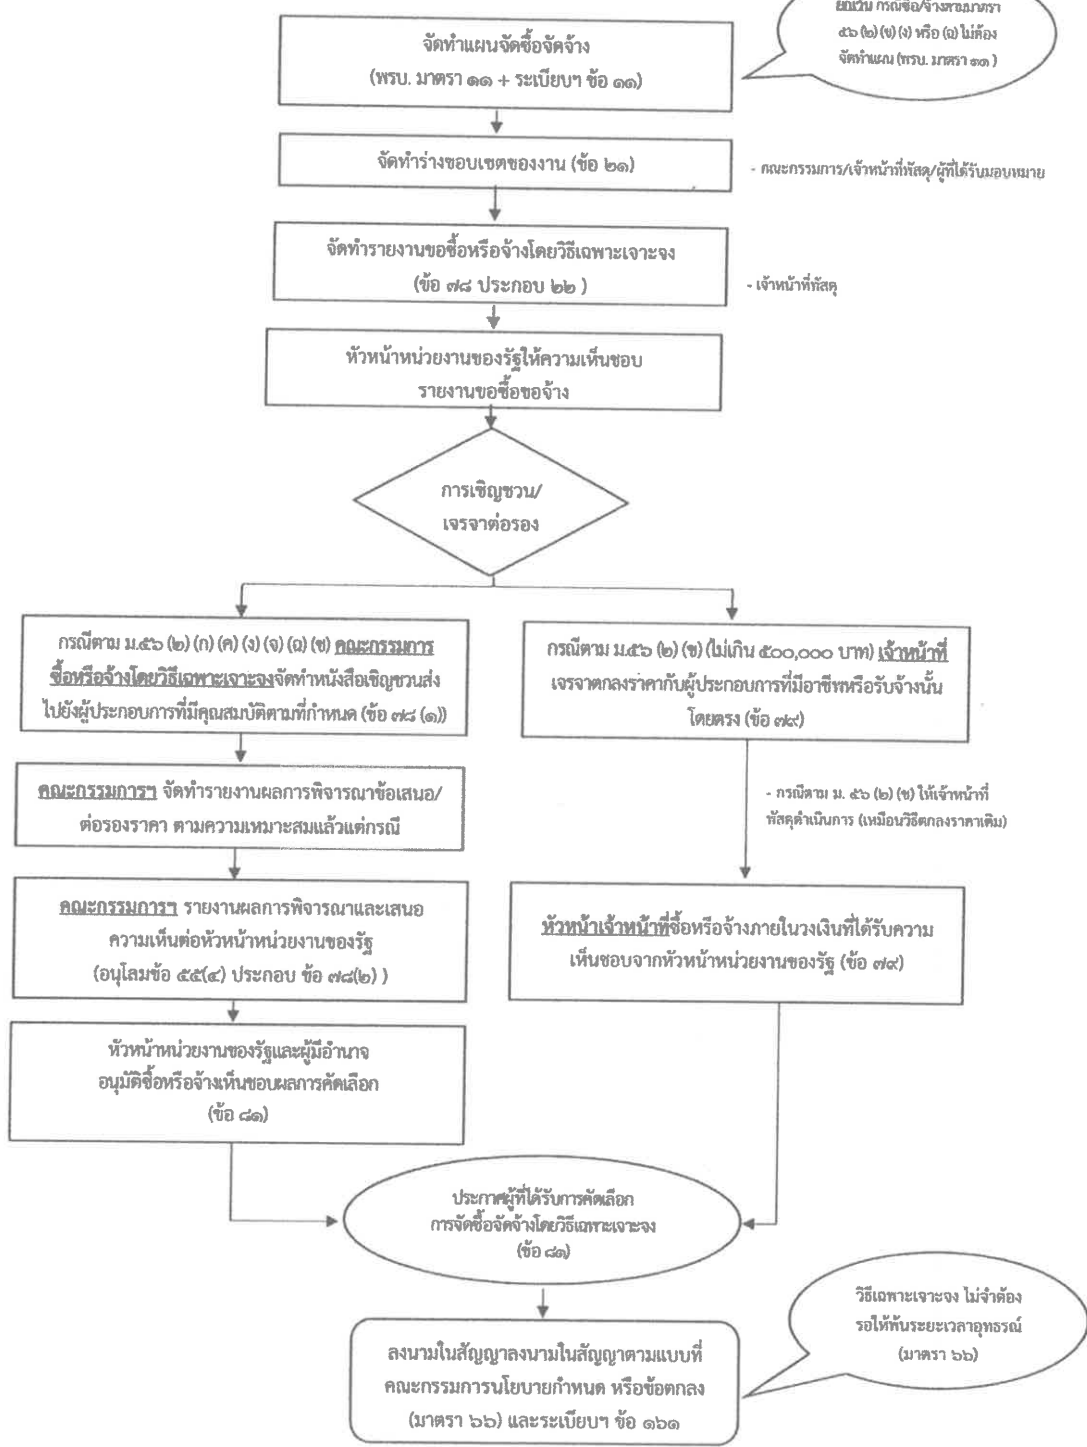 ยกเว้น กรณีซื้อ/จ้างตามมาตรา
๕๖ (๒) (ข) (ง) หรือ (ฉ) ไม่ต้อง
จัดทำแผน (พรบ. มาตรา ๑๑ )
จัดทำแผนจัดซื้อจัดจ้าง
(พรบ. มาตรา ๑๑ + ระเบียบฯ ข้อ ๑๑)
จัดทำร่างขอบเขตของงาน (ข้อ ๒๑)
- คณะกรรมการ/เจ้าหน้าที่พัสดุ/ผู้ที่ได้รับมอบหมาย
จัดทำรายงานขอซื้อหรือจ้างโดยวิธีเฉพาะเจาะจง
(ข้อ ๗๘ ประกอบ ๒๒ )
- เจ้าหน้าที่พัสดุ
หัวหน้าหน่วยงานของรัฐให้ความเห็นชอบ
รายงานขอซื้อขอจ้าง
การเชิญชวน/
เจรจาต่อรอง
กรณีตาม ม.๕๖ (๒) (ก) (ค) (ง) (จ) (ฉ) (ช) คณะกรรมการ
ซื้อหรือจ้างโดยวิธีเฉพาะเจาะจงจัดทำหนังสือเชิญชวนส่ง
ไปยังผู้ประกอบการที่มีคุณสมบัติตามที่กำหนด (ข้อ ๗๘ (๑))
กรณีตาม ม.๕๖ (๒) (ข) (ไม่เกิน ๕๐๐,๐๐๐ บาท) เจ้าหน้าที่
เจรจาตกลงราคากับผู้ประกอบการที่มีอาชีพหรือรับจ้างนั้น
โดยตรง (ข้อ ๗๙)
คณะกรรมการฯ จัดทำรายงานผลการพิจารณาข้อเสนอ/
ต่อรองราคา ตามความเหมาะสมแล้วแต่กรณี
- กรณีตาม ม. ๕๖ (๒) (ข) ให้เจ้าหน้าที่
พัสดุดำเนินการ (เหมือนวิธีตกลงราคาเดิม)
คณะกรรมการฯ รายงานผลการพิจารณาและเสนอ
ความเห็นต่อหัวหน้าหน่วยงานของรัฐ
(อนุโลมข้อ ๕๕(๔) ประกอบ ข้อ ๗๘(๒) )
หัวหน้าเจ้าหน้าที่ซื้อหรือจ้างภายในวงเงินที่ได้รับความ
เห็นชอบจากหัวหน้าหน่วยงานของรัฐ (ข้อ ๗๙)
หัวหน้าหน่วยงานของรัฐและผู้มีอำนาจ
อนุมัติซื้อหรือจ้างเห็นชอบผลการคัดเลือก
(ข้อ ๘๑)
ประกาศผู้ที่ได้รับการคัดเลือก
การจัดซื้อจัดจ้างโดยวิธีเฉพาะเจาะจง
(ข้อ ๘๑)
วิธีเฉพาะเจาะจง ไม่จำต้อง
รอให้พ้นระยะเวลาอุทธรณ์
(มาตรา ๖๖)
ลงนามในสัญญาลงนามในสัญญาตามแบบที่
คณะกรรมการนโยบายกำหนด หรือข้อตกลง
(มาตรา ๖๖) และระเบียบฯ ข้อ ๑๖๑